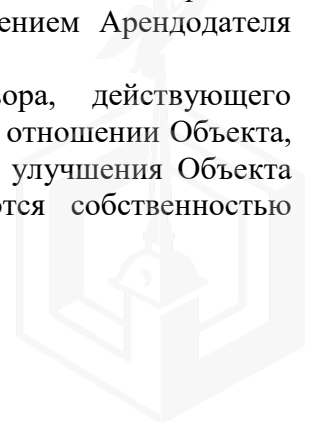 ением Арендодателя
ора, действующего
отношении Объекта,
улучшения Объекта
тся собственностью